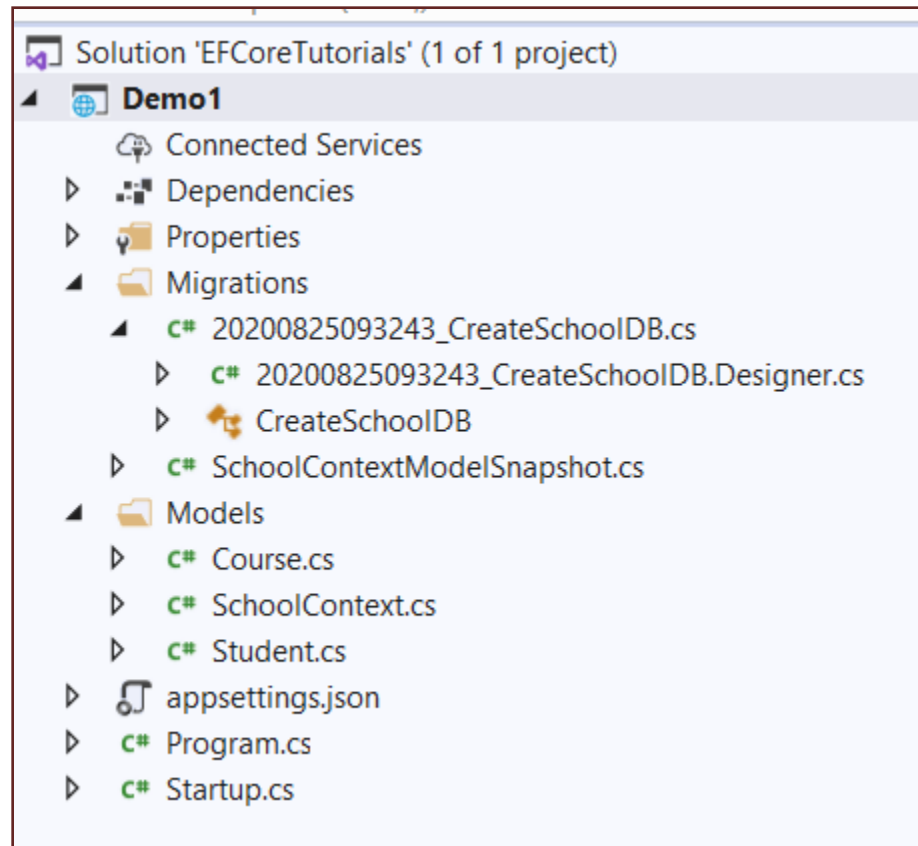 Solution 'EFCoreTutorials' (1 of 1 project)
Demo1
Connected Services
Dependencies
Properties
Migrations
C# 20200825093243_CreateSchoolDB.cs
C# 20200825093243_CreateSchoolDB.Designer.cs
CreateSchoolDB
C# SchoolContextModelSnapshot.cs
Models
C# Course.cs
C# SchoolContext.cs
C# Student.cs
appsettings.json
C# Program.cs
C# Startup.cs